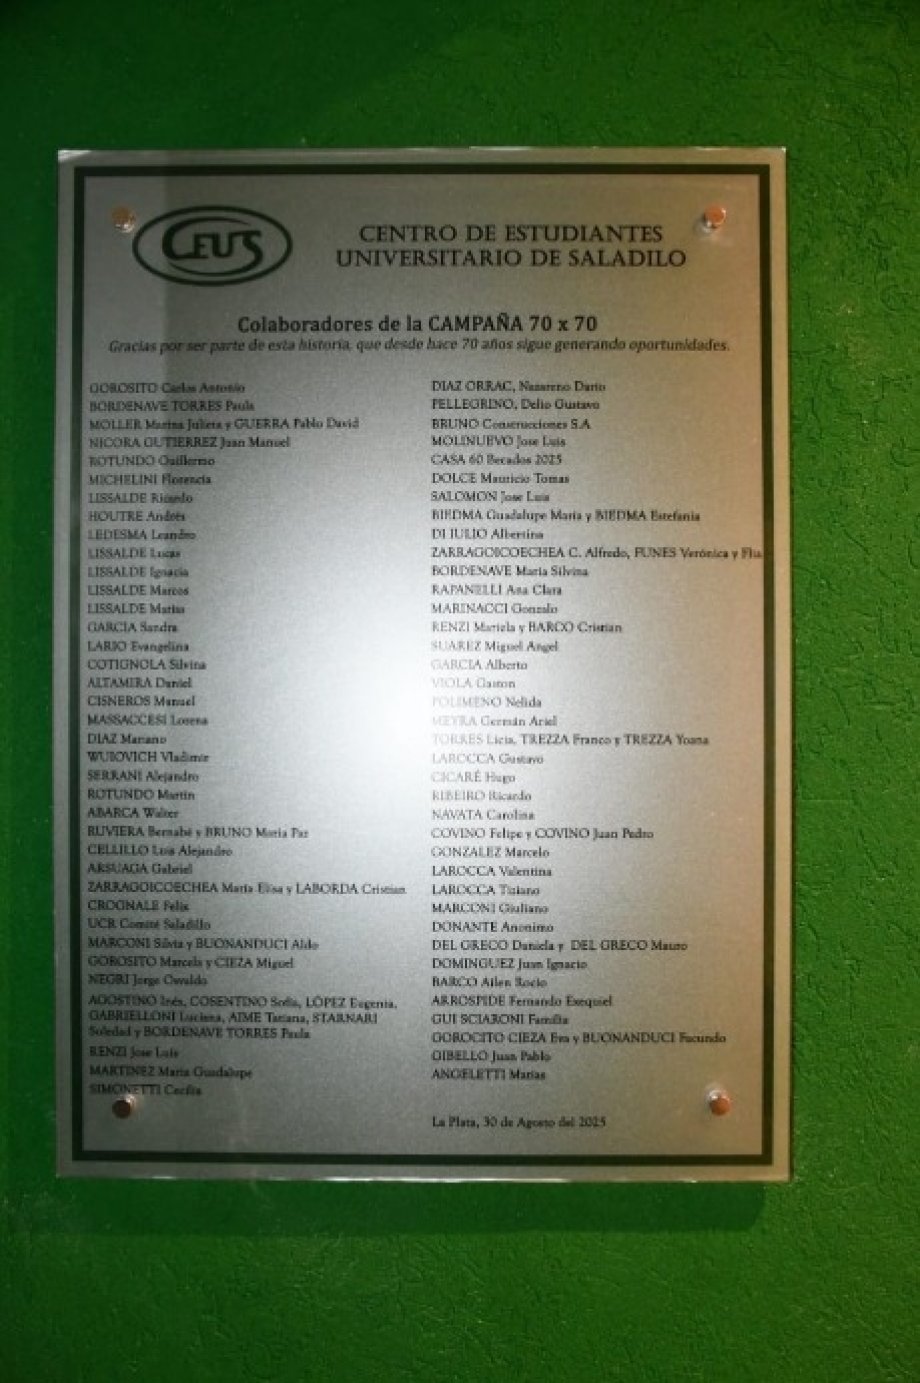 CEUS
CENTRO DE ESTUDIANTES
UNIVERSITARIO DE SALADILO
Colaboradores de la CAMPAÑA 70 x 70
Gracias por ser parte de esta historia, que desde hace 70 años sigue generando oportunidades.
GOROSITO Carlos Antonio
BORDENAVE TORRES Paula
MOLLER Marina Julieta y GUERRA Pablo David
NICORA GUTIERREZ Juan Manuel
ROTUNDO Guillermo
MICHELINI Florencia
LISSALDE Ricardo
HOUTRE Andrés
LEDESMA Leandro
LISSALDE Lucas
LISSALDE Ignacia
LISSALDE Marcos
LISSALDE Matias
GARCIA Sandra
LARIO Evangelina
COTIGNOLA Silvina
ALTAMIRA Daniel
CISNEROS Manuel
MASSACCESI Lorena
DIAZ Mariano
WUIOVICH Vladimir
SERRANI Alejandro
ROTUNDO Martin
ABARCA Walter
RUVIERA Bernabé y BRUNO Maria Paz
CELLILLO Luis Alejandro
ARSUAGA Gabriel
ZARRAGOICOECHEA María Elisa y LABORDA Cristian
CROGNALE Felix
UCR Comité Saladillo
MARCONI Silvia y BUONANDUCI Aldo
GOROSITO Marcela y CIEZA Miguel
NEGRI Jorge Osvaldo
AGOSTINO Inés, COSENTINO Sofia, LÓPEZ Eugenia,
GABRIELLONI Luciana, AIME Tatiana, STARNARI
Soledad y BORDENAVE TORRES Paula
RENZI Jose Luis
MARTINEZ Maria Guadalupe
SIMONETTI Cecilia
DIAZ ORRAC, Nazareno Dario
PELLEGRINO, Delio Gustavo
BRUNO Construcciones S.A
MOLINUEVO Jose Luis
CASA 60 Becados 2025
DOLCE Mauricio Tomas
SALOMON Jose Luis
BIEDMA Guadalupe Maria y BIEDMA Estefania
DI IULIO Albertina
ZARRAGOICOECHEA C. Alfredo, FUNES Verónica y Flia.
BORDENAVE Maria Silvina
RAPANELLI Ana Clara
MARINACCI Gonzalo
RENZI Mariela y BARCO Cristian
SUAREZ Miguel Angel
GARCIA Alberto
VIOLA Gaston
POLIMENO Nelida
MEYRA Germán Ariel
TORRES Licia, TREZZA Franco y TREZZA Yoana
LAROCCA Gustavo
CICARÉ Hugo
RIBEIRO Ricardo
NAVATA Carolina
COVINO Felipe y COVINO Juan Pedro
GONZALEZ Marcelo
LAROCCA Valentina
LAROCCA Tiziano
MARCONI Giuliano
DONANTE Anonimo
DEL GRECO Daniela y DEL GRECO Mauro
DOMINGUEZ Juan Ignacio
BARCO Ailen Rocio
ARROSPIDE Fernando Exequiel
GUI SCIARONI Familia
GOROCITO CIEZA Eva y BUONANDUCI Facundo
GIBELLO Juan Pablo
ANGELETTI Matias
La Plata, 30 de Agosto del 2025